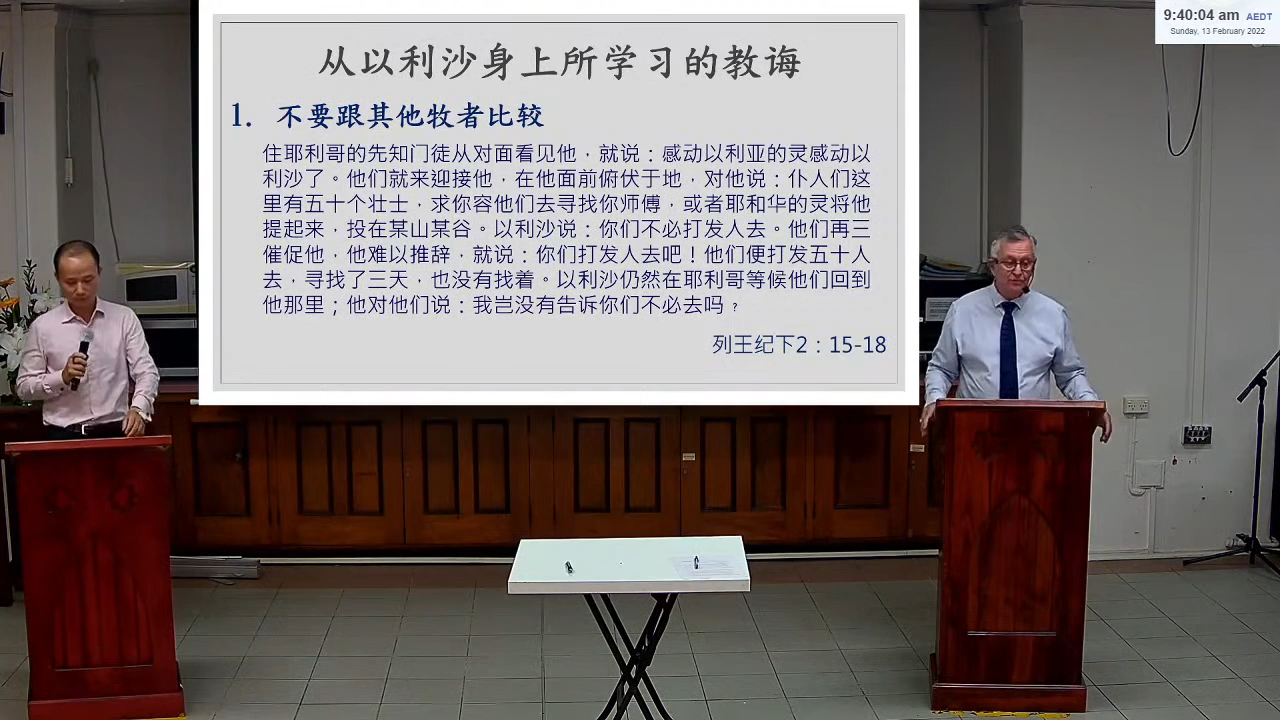 从以利沙身上所学习的教诲
1. 不要跟其他牧者比较
住耶利哥的先知门徒从对面看见他，就说：感动以利亚的灵感动以
利沙了。他们就来迎接他，在他面前俯伏于地，对他说：仆人们这
里有五十个壮士，求你容他们去寻找你师傅，或者耶和华的灵将他
提起来，投在某山某谷。以利沙说：你们不必打发人去。他们再三
催促他，他难以推辞，就说：你们打发人去吧！他们便打发五十人
去，寻找了三天，也没有找着。以利沙仍然在耶利哥等候他们回到
他那里；他对他们说：我岂没有告诉你们不必去吗？
列王纪下2：15-18
9:40:04 am AEDT
Sunday, 13 February 2022